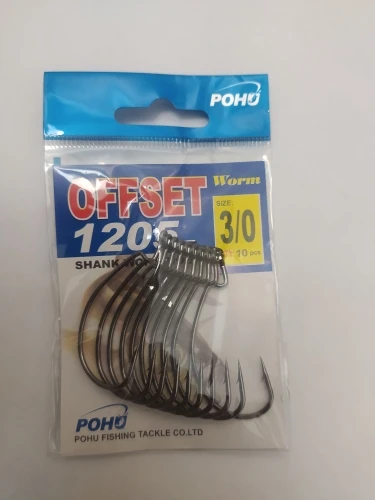 POHU
OFFSET
Worm
1205
SIZE:
3/0
10 pcs.
SHANK
POHU
POHU FISHING TACKLE CO.LTD